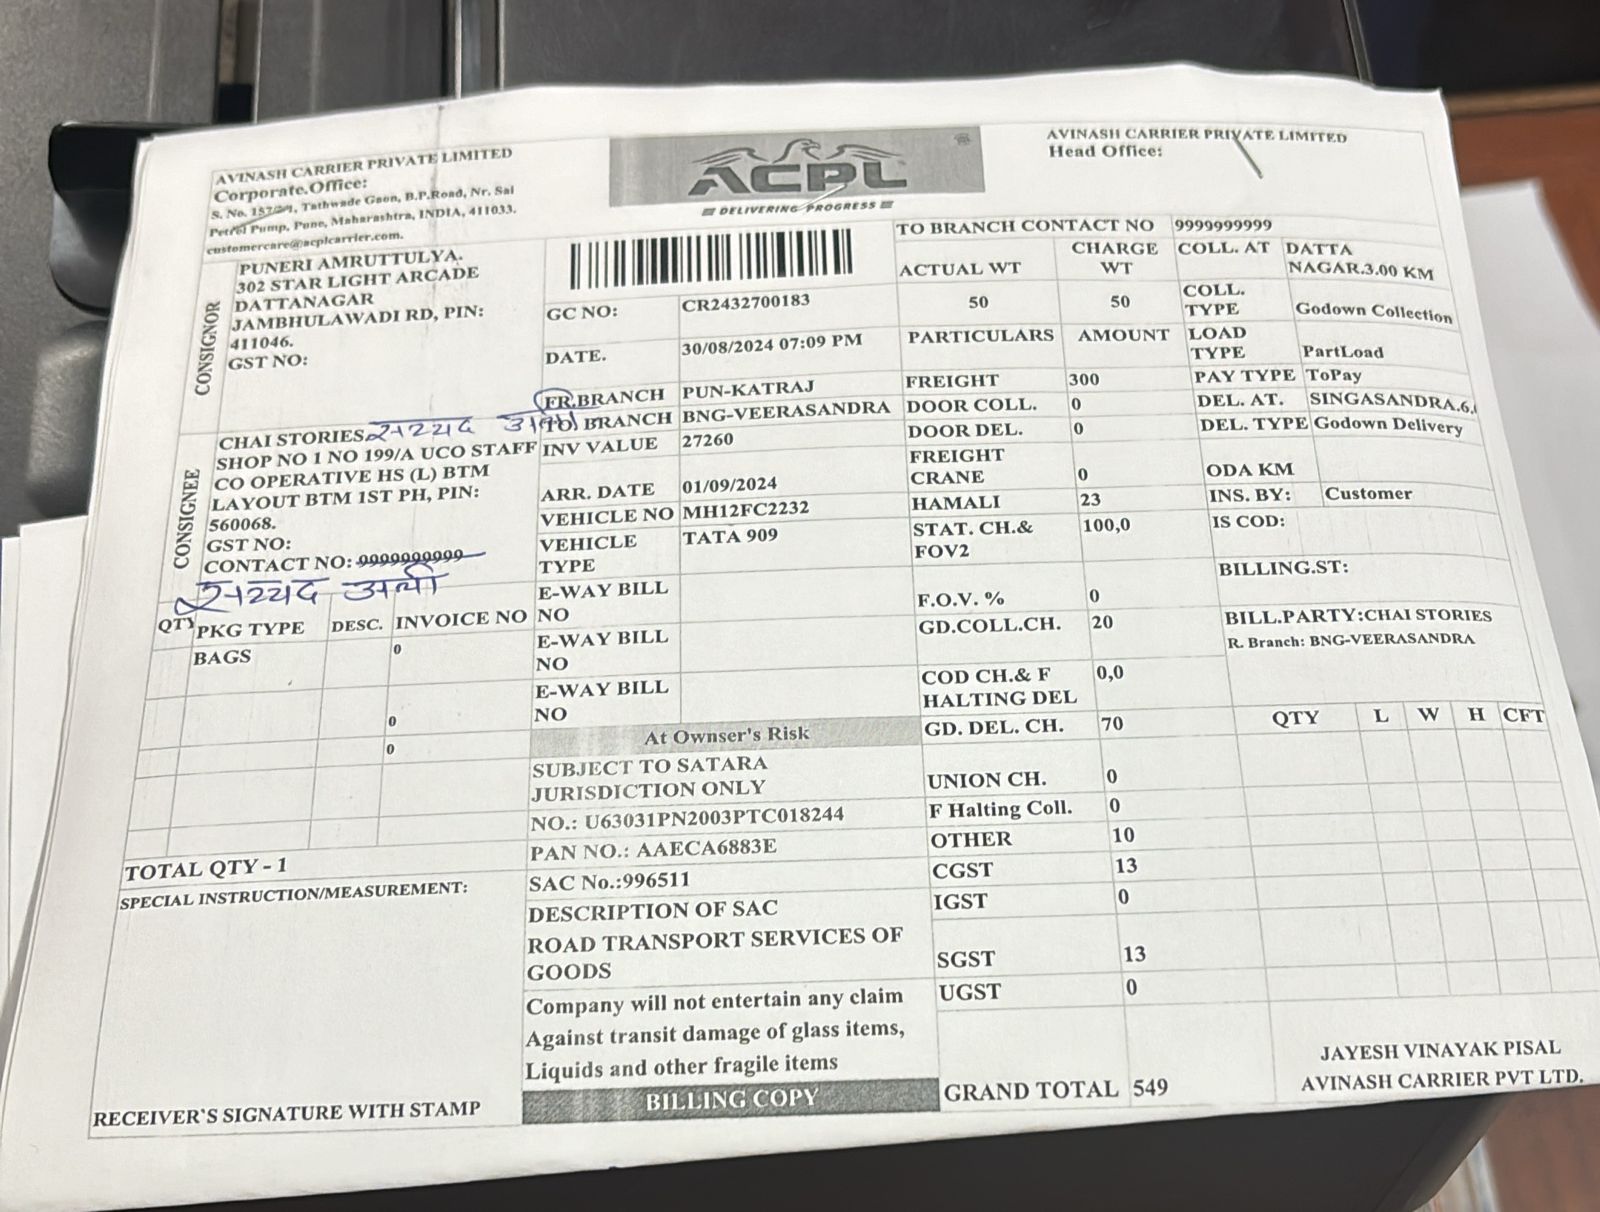 AVINASH CARRIER PRIVATE LIMITED
Corporate.Office:
S. No. Tathwade Gaon, B.P.Road, Nr. Sai
Petrol Pump, Pune, Maharashtra, INDIA, 411033.
customercare@acplcarrier.com.
ACPL
DELIVERING PROGRESS
AVINASH CARRIER PRIVATE LIMITED
Head Office:
CONSIGNOR
PUNERI AMRUTTULYA.
302 STAR LIGHT ARCADE
DATTANAGAR
JAMBHULAWADI RD, PIN:
411046.
GST NO:
CONSIGNEE
CHAI STORIES
SHOP NO 1 NO 199/A UCO STAFF
CO OPERATIVE HS (L) BTM
LAYOUT BTM 1ST PH, PIN:
560068.
GST NO:
CONTACT NO: 9999999999
QTY PKG TYPE DESC. INVOICE NO
BAGS 0
0
0
TOTAL QTY - 1
SPECIAL INSTRUCTION/MEASUREMENT:
RECEIVER'S SIGNATURE WITH STAMP
GC NO: CR2432700183
DATE. 30/08/2024 07:09 PM
FR.BRANCH PUN-KATRAJ
TO BRANCH BNG-VEERASANDRA
INV VALUE 27260
ARR. DATE 01/09/2024
VEHICLE NO MH12FC2232
VEHICLE TATA 909
TYPE
E-WAY BILL
NO
E-WAY BILL
NO
E-WAY BILL
NO
At Ownser's Risk
SUBJECT TO SATARA
JURISDICTION ONLY
NO.: U63031PN2003PTC018244
PAN NO.: AAECA6883E
SAC No.:996511
DESCRIPTION OF SAC
ROAD TRANSPORT SERVICES OF
GOODS
Company will not entertain any claim
Against transit damage of glass items,
Liquids and other fragile items
BILLING COPY
TO BRANCH CONTACT NO 9999999999
ACTUAL WT CHARGE
WT
50 50
PARTICULARS AMOUNT
FREIGHT 300
DOOR COLL. 0
DOOR DEL. 0
FREIGHT
CRANE 0
HAMALI 23
STAT. CH.& 100,0
FOV2
F.O.V. % 0
GD.COLL.CH. 20
COD CH.& F 0,0
HALTING DEL
GD. DEL. CH. 70
UNION CH. 0
F Halting Coll. 0
OTHER 10
CGST 13
IGST 0
SGST 13
UGST 0
GRAND TOTAL 549
COLL. AT DATTA
NAGAR.3.00 KM
COLL.
TYPE Godown Collection
LOAD
TYPE PartLoad
PAY TYPE ToPay
DEL. AT. SINGASANDRA.6.
DEL. TYPE Godown Delivery
ODA KM
INS. BY: Customer
IS COD:
BILLING.ST:
BILL.PARTY:CHAI STORIES
R. Branch: BNG-VEERASANDRA
QTY L W H CFT
JAYESH VINAYAK PISAL
AVINASH CARRIER PVT LTD.